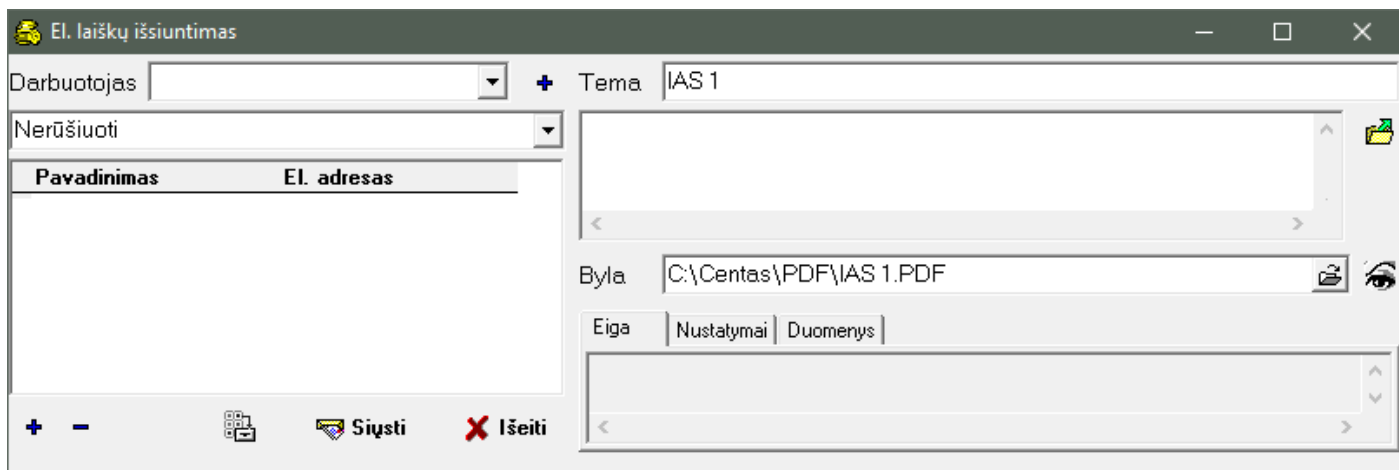 El. laiškų išsiuntimas
Darbuotojas
Tema IAS 1
Nerūšiuoti
Pavadinimas El. adresas
Byla C:\Centas\PDF\IAS 1.PDF
Eiga Nustatymai Duomenys
Siųsti Išeiti